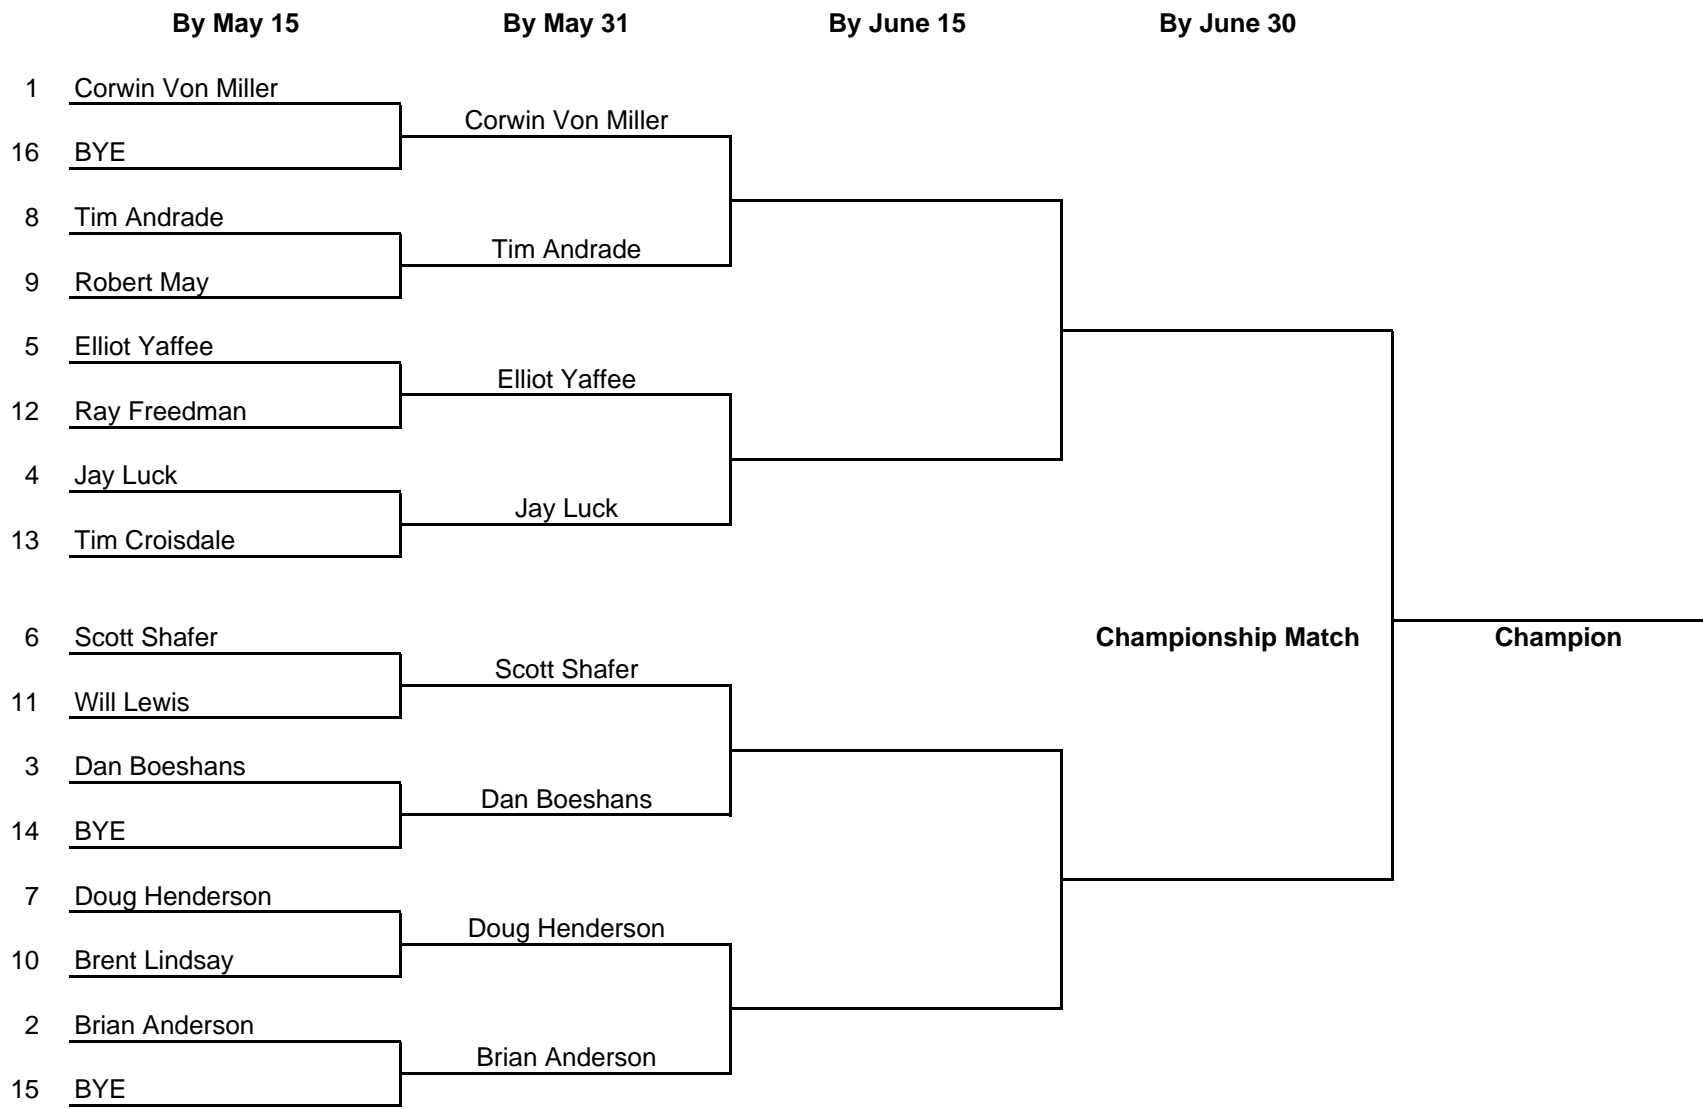 By May 15 By May 31 By June 15 By June 30
1 Corwin Von Miller
Corwin Von Miller
16 BYE
8 Tim Andrade
Tim Andrade
9 Robert May
5 Elliot Yaffee
Elliot Yaffee
12 Ray Freedman
4 Jay Luck
Jay Luck
13 Tim Croisdale
6 Scott Shafer
Championship Match Champion
Scott Shafer
11 Will Lewis
3 Dan Boeshans
Dan Boeshans
14 BYE
7 Doug Henderson
Doug Henderson
10 Brent Lindsay
2 Brian Anderson
Brian Anderson
15 BYE